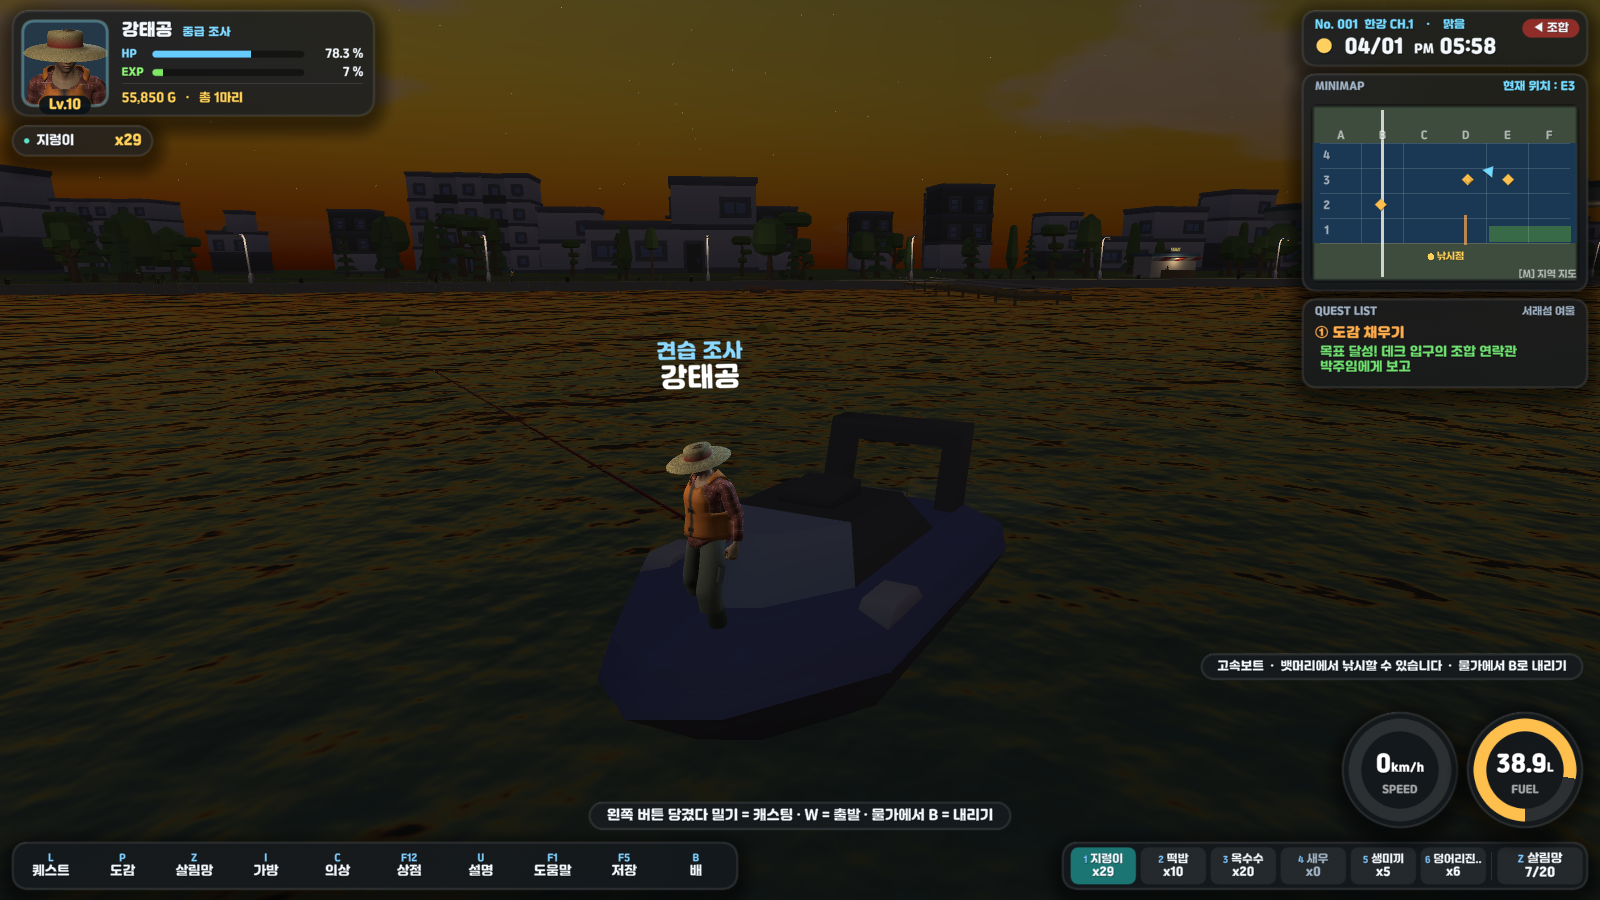 강태공 중급 조사
HP 78.3 %
EXP 7 %
Lv.10
55,850 G · 총 1마리
지렁이 x29
No. 001 한강 CH.1 · 맑음
◀ 조합
04/01 PM 05:58
MINIMAP 현재 위치 : E3
A B C D E F
4
3
2
1
낚시점
[M] 지역 지도
QUEST LIST 서래섬 여울
① 도감 채우기
목표 달성! 데크 입구의 조합 연락관
박주임에게 보고
견습 조사
강태공
고속보트 · 뱃머리에서 낚시할 수 있습니다 · 물가에서 B로 내리기
0km/h
SPEED
38.9L
FUEL
왼쪽 버튼 당겼다 밀기 = 캐스팅 · W = 출발 · 물가에서 B = 내리기
L P Z I C F12 U F1 F5 B
퀘스트 도감 살림망 가방 의상 상점 설명 도움말 저장 배
1 지렁이 2 떡밥 3 옥수수 4 새우 5 생미끼 6 덩어리진.. Z 살림망
x29 x10 x20 x0 x5 x6 7/20